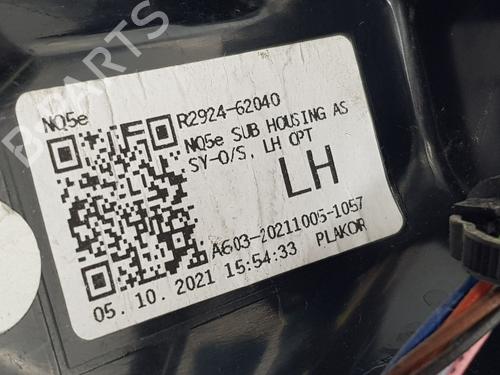 NQ5e
R2924-62040
NQ5e SUB HOUSING AS
SY-O/S, LH OPT
LH
A603-20211005-1057
05. 10. 2021 15:54:33 PLAKOR
BPARTS